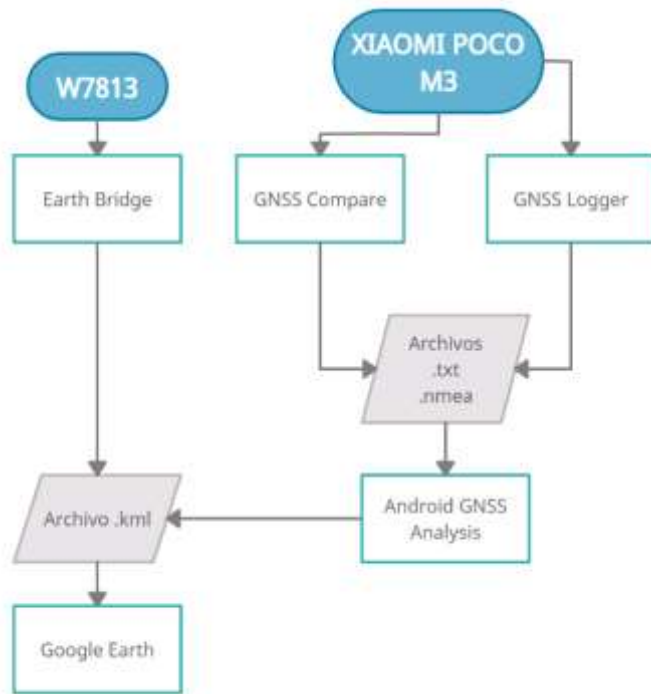 XIAOMI POCO
M3
W7813
Earth Bridge
GNSS Compare
GNSS Logger
Archivos
.txt
.nmea
Archivo .kml
Android GNSS
Analysis
Google Earth